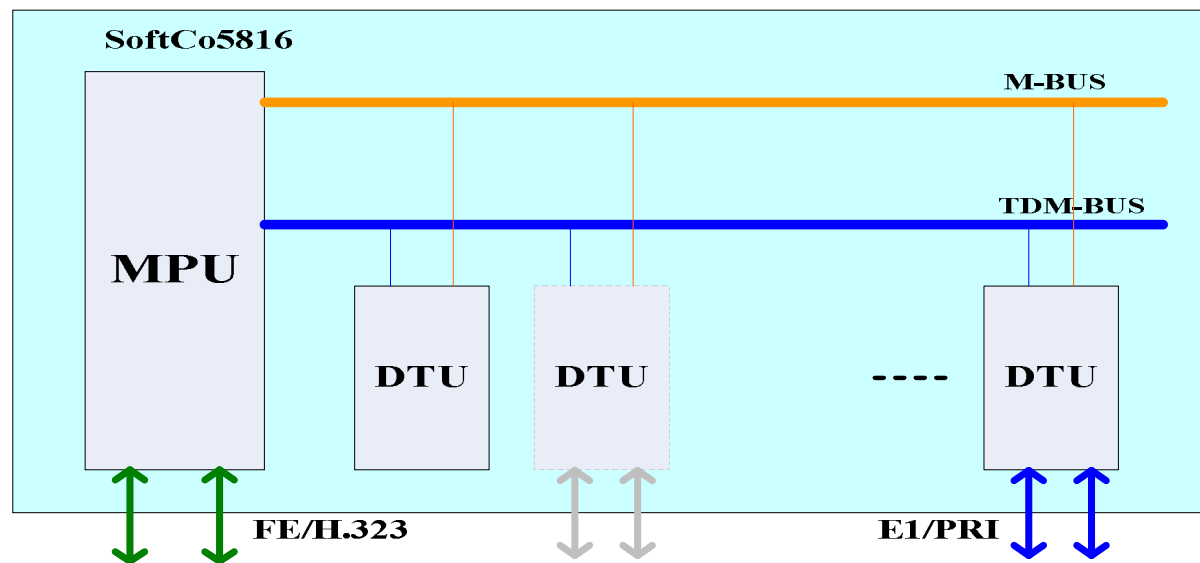 SoftCo5816
M-BUS
TDM-BUS
MPU
DTU
DTU
DTU
FE/H.323
E1/PRI